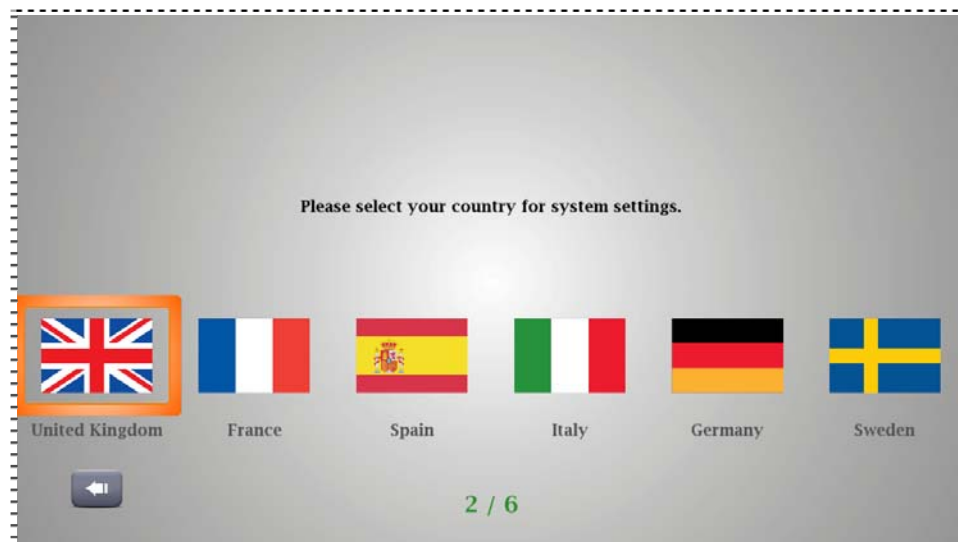 Please select your country for system settings.
United Kingdom France Spain Italy Germany Sweden
2 / 6